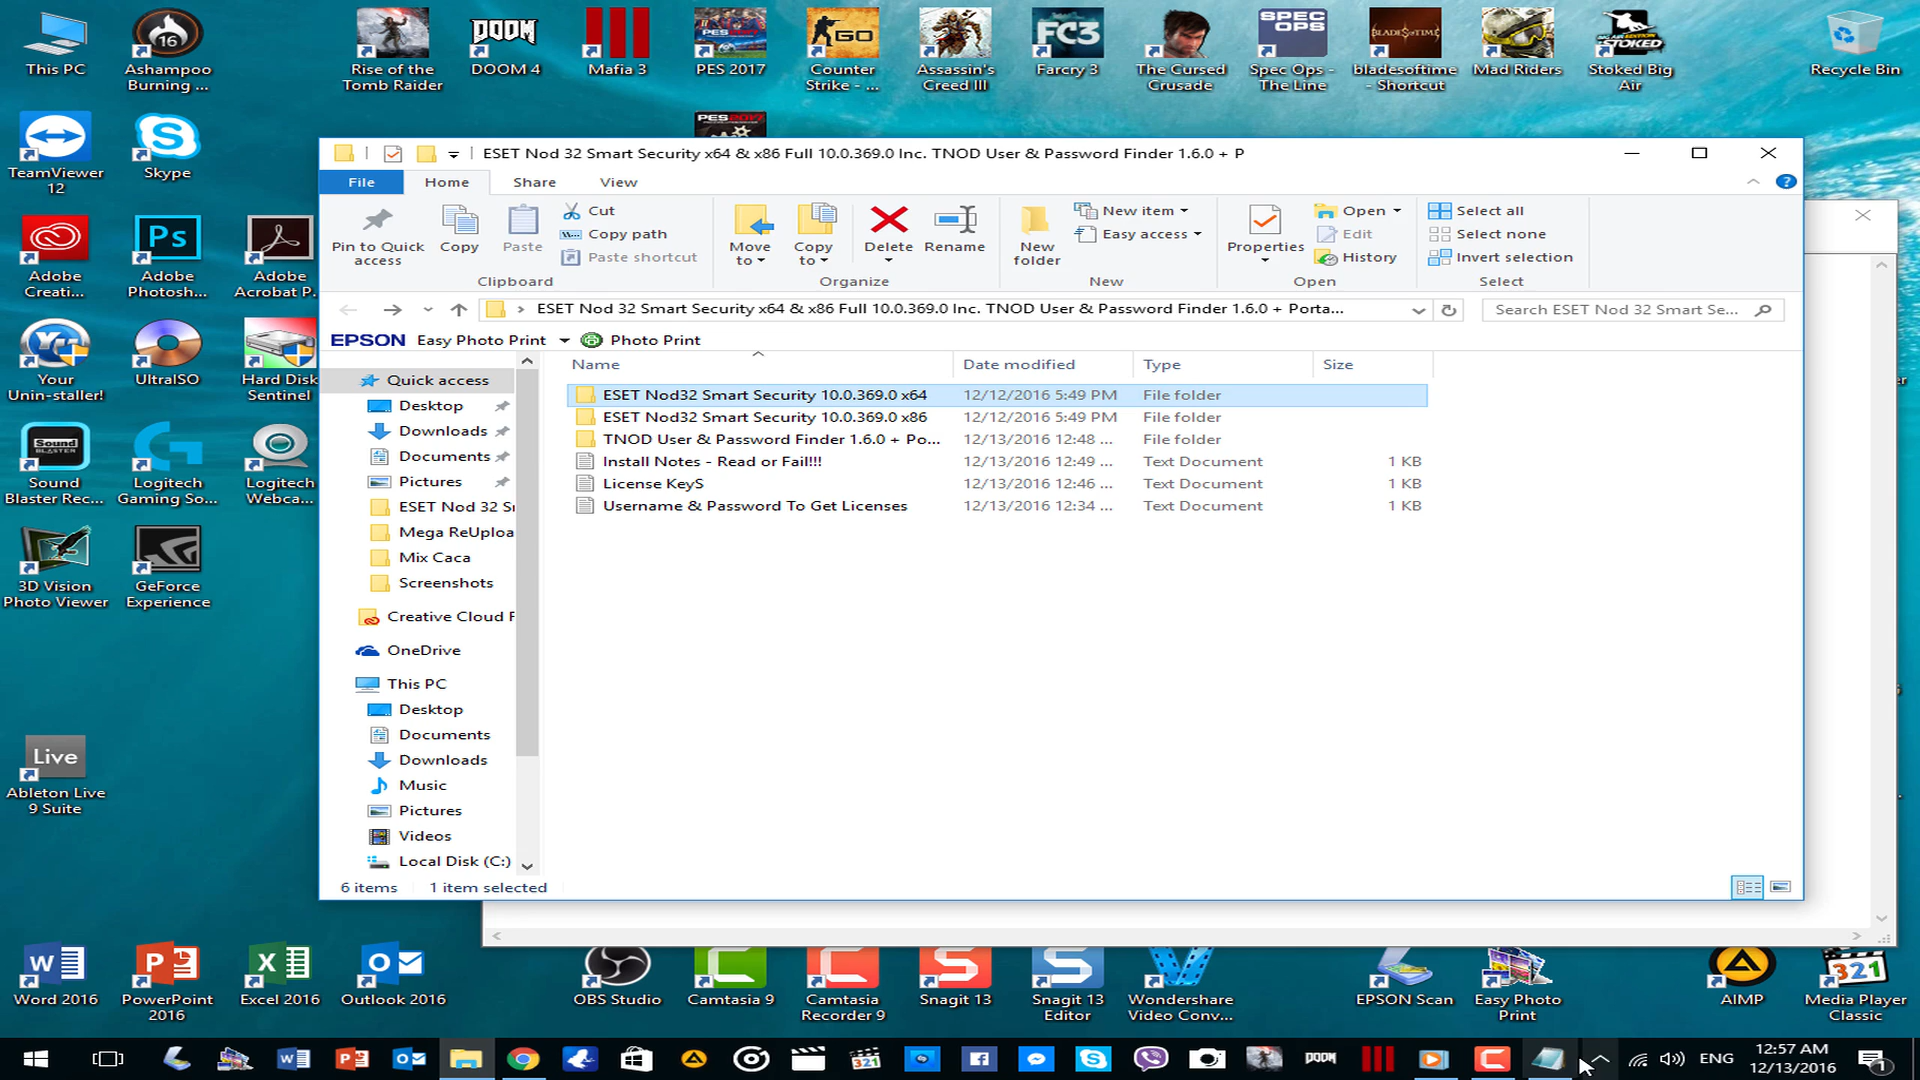 This PC
Ashampoo
Burning ...
16
Rise of the
Tomb Raider
DOOM
DOOM 4
Mafia 3
PES 2017
GO
Counter
Strike - ...
Assassin's
Creed III
FC3
Farcry 3
The Cursed
Crusade
SPEC
OPS
Spec Ops -
The Line
bladesoftime
- Shortcut
Mad Riders
STOKED
Stoked Big
Air
Recycle Bin
TeamViewer
12
Skype
PES2017
ESET Nod 32 Smart Security x64 & x86 Full 10.0.369.0 Inc. TNOD User & Password Finder 1.6.0 + P
File
Home
Share
View
Pin to Quick
access
Copy
Paste
Cut
Copy path
Paste shortcut
Clipboard
Move
to
Copy
to
Delete
Rename
Organize
New
folder
New item
Easy access
New
Properties
Open
Edit
History
Open
Select all
Select none
Invert selection
Select
ESET Nod 32 Smart Security x64 & x86 Full 10.0.369.0 Inc. TNOD User & Password Finder 1.6.0 + Porta...
Search ESET Nod 32 Smart Se...
EPSON Easy Photo Print
Photo Print
Name Date modified Type Size
ESET Nod32 Smart Security 10.0.369.0 x64 12/12/2016 5:49 PM File folder
ESET Nod32 Smart Security 10.0.369.0 x86 12/12/2016 5:49 PM File folder
TNOD User & Password Finder 1.6.0 + Po... 12/13/2016 12:48 ... File folder
Install Notes - Read or Fail!!! 12/13/2016 12:49 ... Text Document 1 KB
License KeyS 12/13/2016 12:46 ... Text Document 1 KB
Username & Password To Get Licenses 12/13/2016 12:34 ... Text Document 1 KB
Quick access
Desktop
Downloads
Documents
Pictures
ESET Nod 32 S
Mega ReUploa
Mix Caca
Screenshots
Creative Cloud F
OneDrive
This PC
Desktop
Documents
Downloads
Music
Pictures
Videos
Local Disk (C:)
6 items 1 item selected
Adobe
Creati...
Ps
Adobe
Photosh...
Adobe
Acrobat P.
Your
Unin-staller!
UltraISO
Hard Disk
Sentinel
Sound
BLASTER
Sound
Blaster Rec...
Logitech
Gaming So...
Logitech
Webca...
3D Vision
Photo Viewer
GeForce
Experience
Live
Ableton Live
9 Suite
Word 2016
PowerPoint
2016
Excel 2016
Outlook 2016
OBS Studio
Camtasia 9
Camtasia
Recorder 9
Snagit 13
Snagit 13
Editor
Wondershare
Video Conv...
EPSON Scan
Easy Photo
Print
AIMP
321
Media Player
Classic
DOOM
321
ENG
12:57 AM
12/13/2016
1